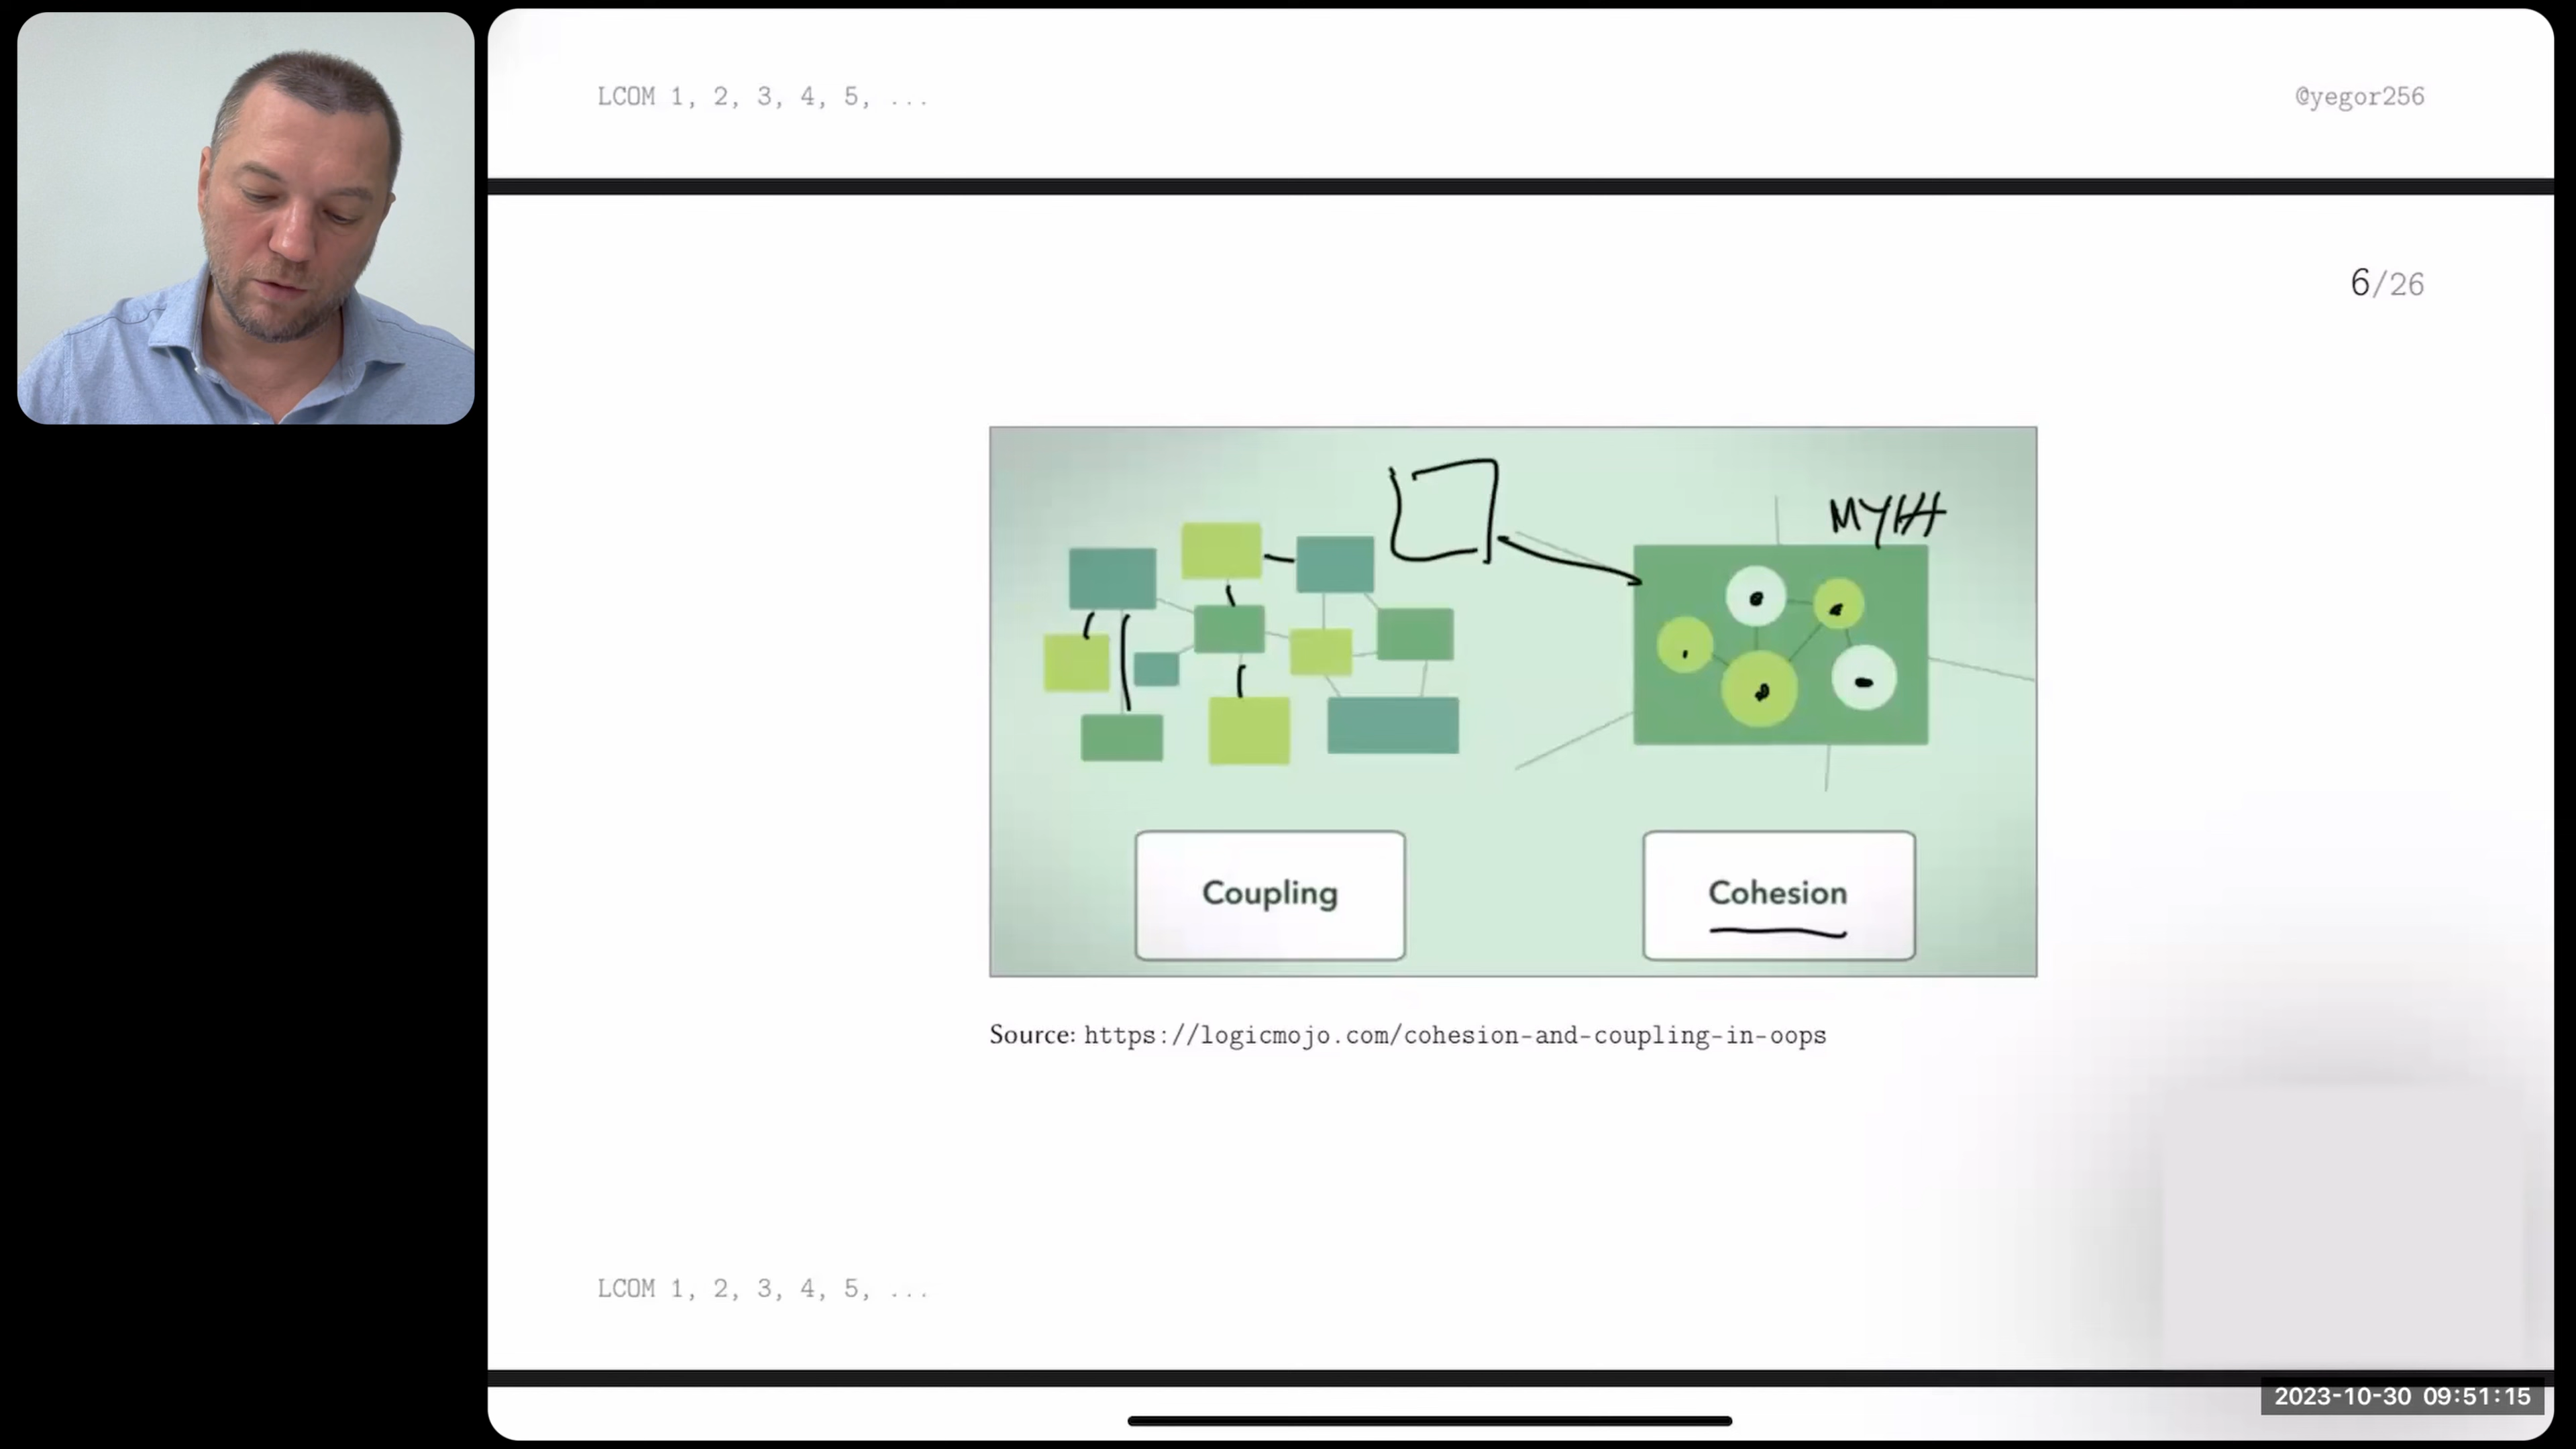 LCOM 1, 2, 3, 4, 5, ...
@yegor256
6/26
Coupling
Cohesion
Source: https://logicmojo.com/cohesion-and-coupling-in-oops
LCOM 1, 2, 3, 4, 5, ...
2023-10-30 09:51:15